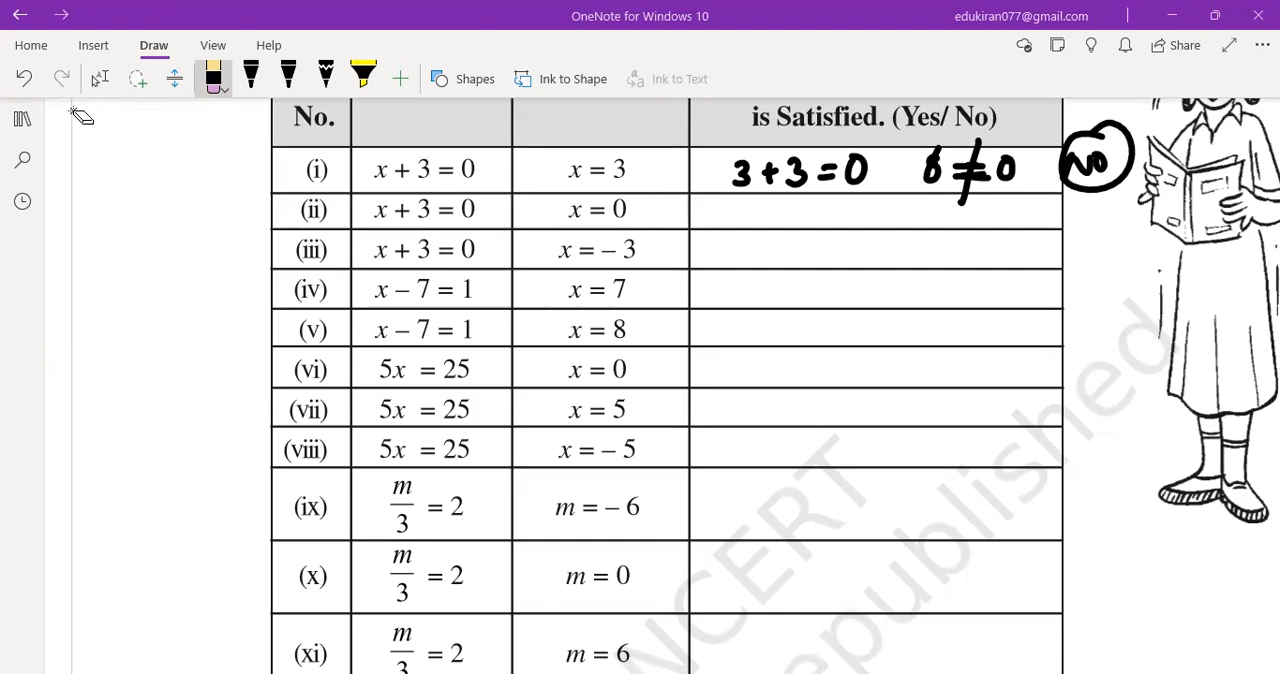 OneNote for Windows 10 edukiran077@gmail.com
Home Insert Draw View Help Share
Shapes Ink to Shape Ink to Text
No. is Satisfied. (Yes/ No)
(i) x + 3 = 0 x = 3 3 + 3 = 0 6 ≠ 0 NO
(ii) x + 3 = 0 x = 0
(iii) x + 3 = 0 x = – 3
(iv) x – 7 = 1 x = 7
(v) x – 7 = 1 x = 8
(vi) 5x = 25 x = 0
(vii) 5x = 25 x = 5
(viii) 5x = 25 x = – 5
(ix) m/3 = 2 m = – 6
(x) m/3 = 2 m = 0
(xi) m/3 = 2 m = 6
NCERT
republished